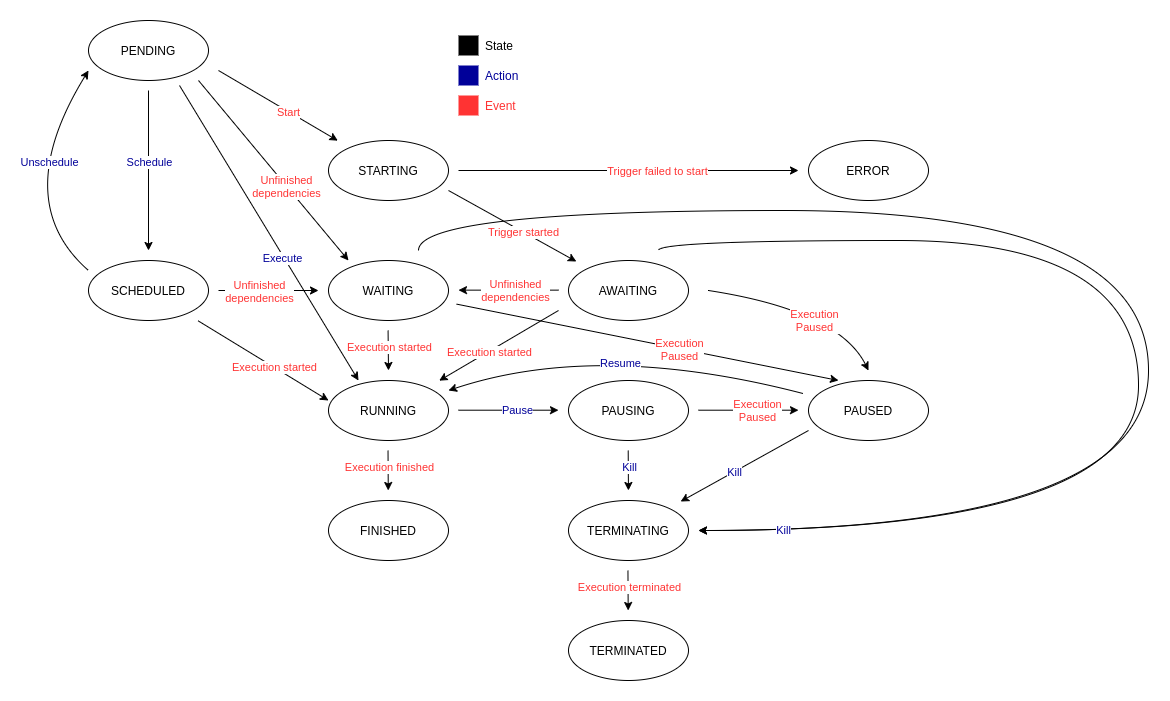 PENDING
State
Action
Event
Start
Unschedule
Schedule
STARTING
Trigger failed to start
ERROR
Unfinished
dependencies
Trigger started
Execute
SCHEDULED
Unfinished
dependencies
WAITING
Unfinished
dependencies
AWAITING
Execution
Paused
Execution started
Execution started
Execution
Paused
Execution started
Resume
RUNNING
Pause
PAUSING
Execution
Paused
PAUSED
Execution finished
Kill
Kill
FINISHED
TERMINATING
Kill
Execution terminated
TERMINATED